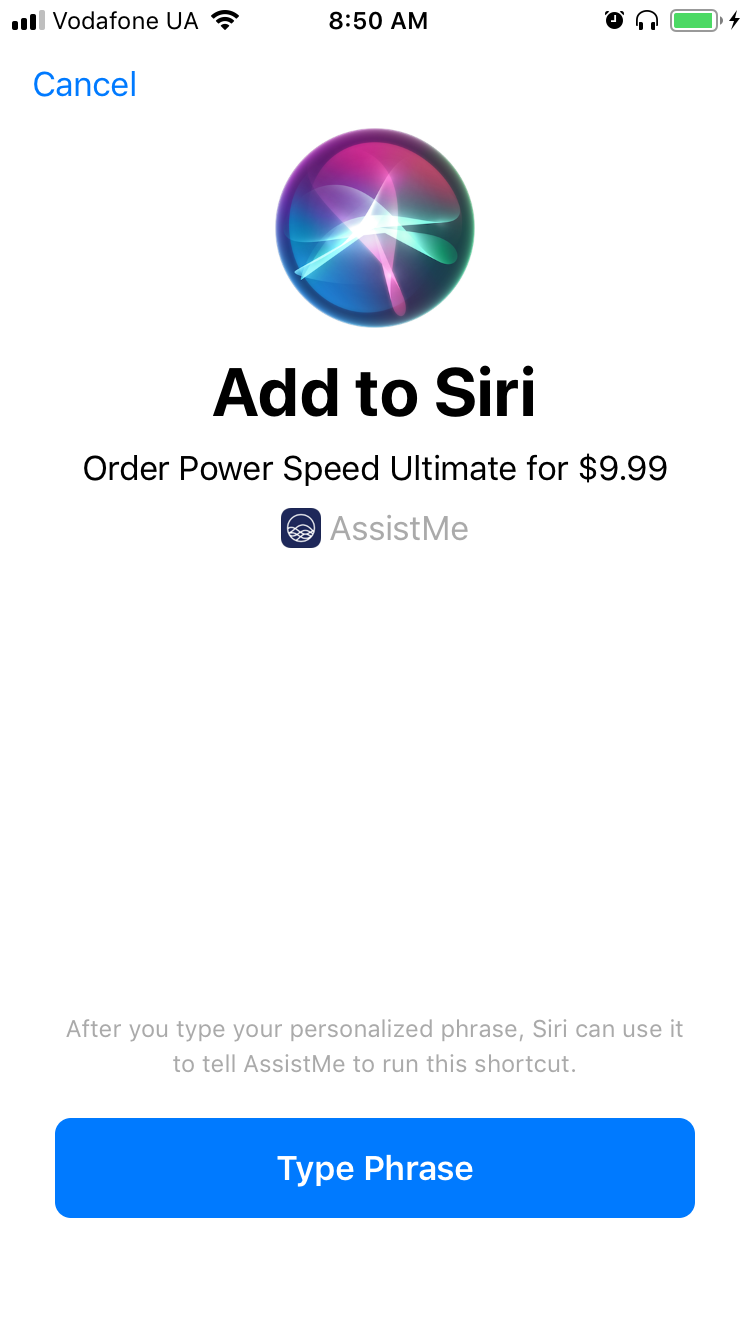 Vodafone UA
8:50 AM
Cancel
Add to Siri
Order Power Speed Ultimate for $9.99
AssistMe
After you type your personalized phrase, Siri can use it
to tell AssistMe to run this shortcut.
Type Phrase